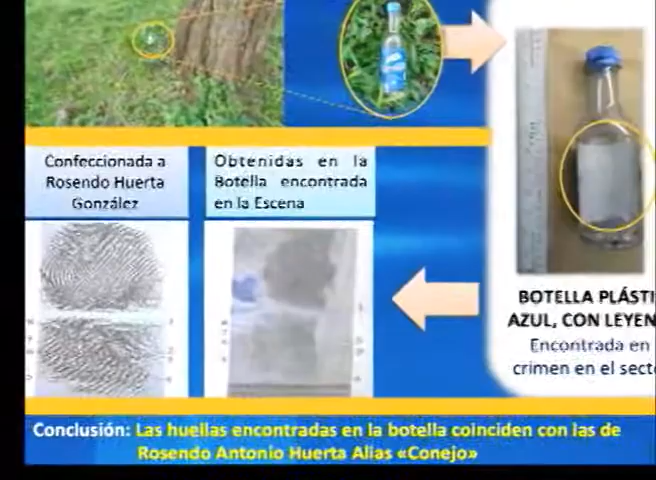 Confeccionada a
Rosendo Huerta
González
Obtenidas en la
Botella encontrada
en la Escena
BOTELLA PLÁSTI
AZUL, CON LEYEN
Encontrada en
crimen en el sect
Conclusión: Las huellas encontradas en la botella coinciden con las de
Rosendo Antonio Huerta Alias «Conejo»